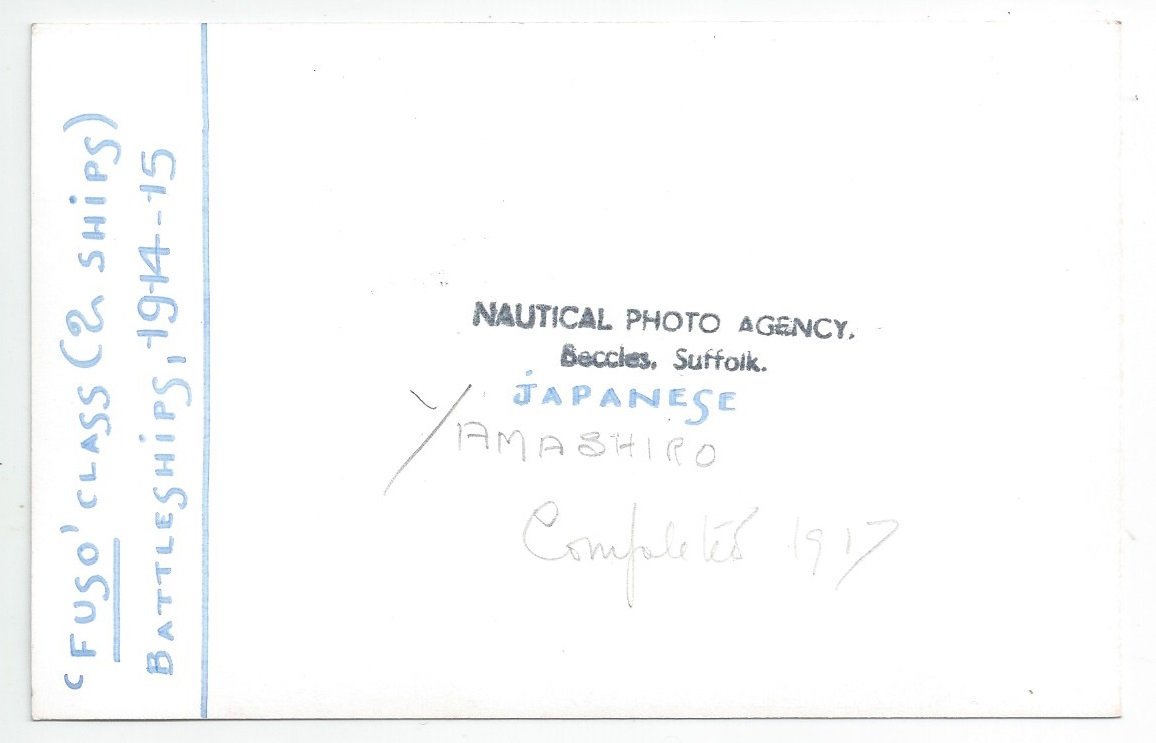 'FUSO' CLASS (2 SHiPS)
BATTLESHiPS, 1914-15
NAUTICAL PHOTO AGENCY.
Beccles, Suffolk.
JAPANESE
YAMASHIRO
Completed 1917